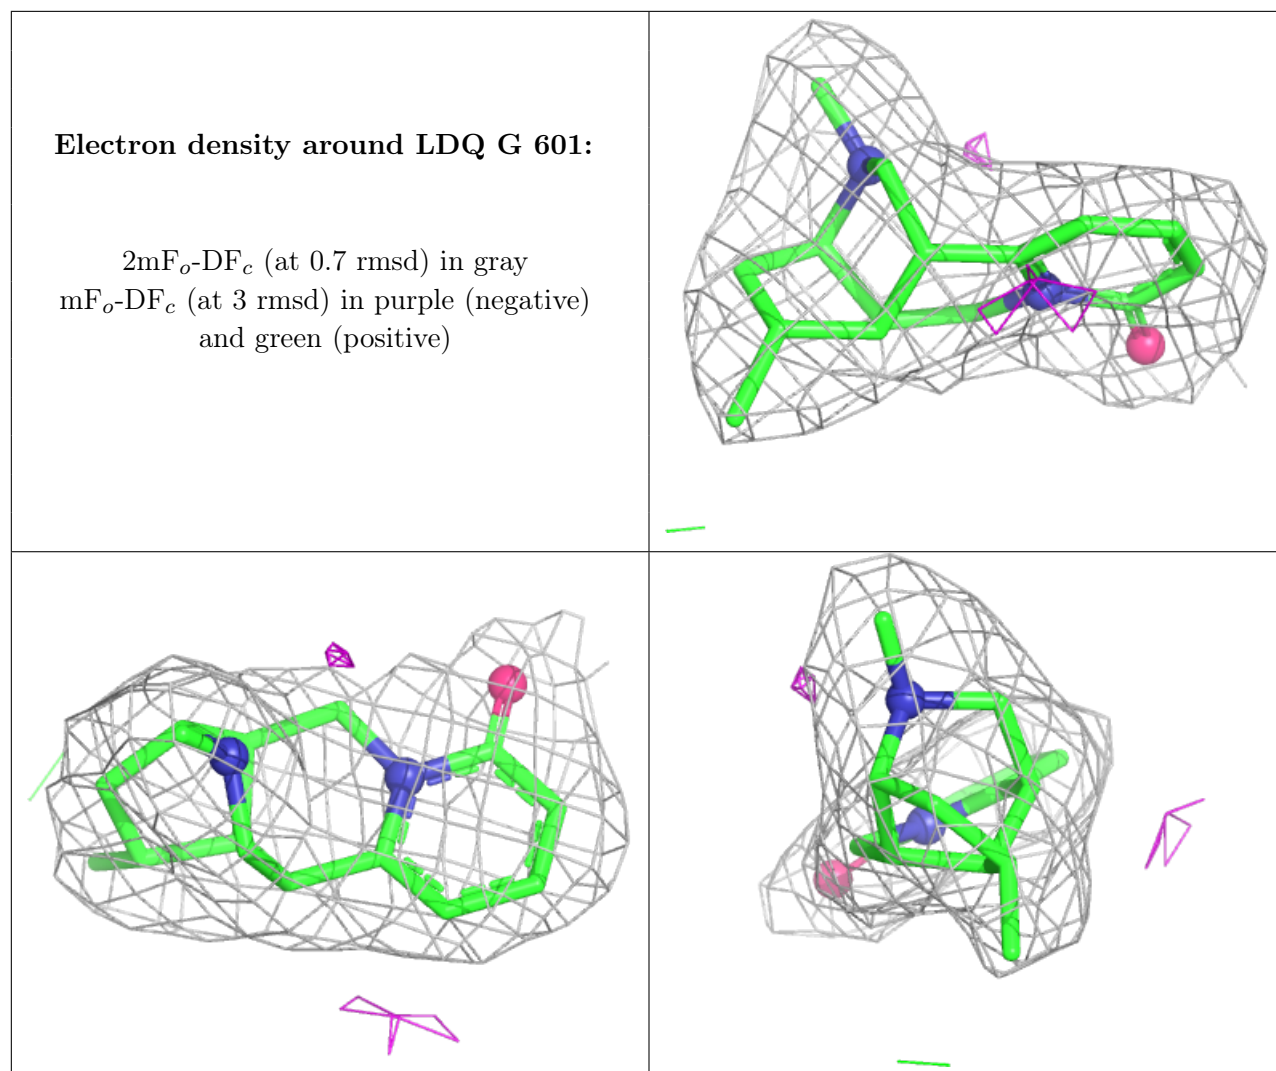 Electron density around LDQ G 601:
2mFₒ-DF𝒸 (at 0.7 rmsd) in gray
mFₒ-DF𝒸 (at 3 rmsd) in purple (negative)
and green (positive)